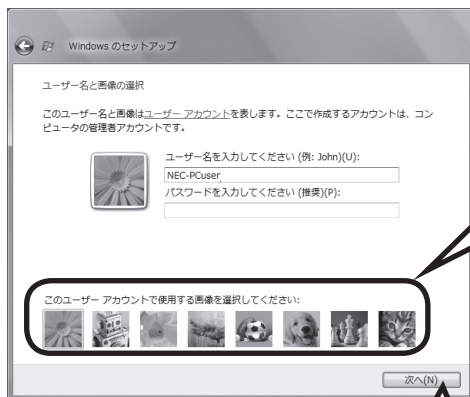 Windows のセットアップ
ユーザー名と画像の選択
このユーザー名と画像はユーザー アカウントを表します。ここで作成するアカウントは、コン
ピュータの管理者アカウントです。
ユーザー名を入力してください (例: John)(U):
NEC-PCuser
パスワードを入力してください (推奨)(P):
このユーザー アカウントで使用する画像を選択してください:
次へ(N)